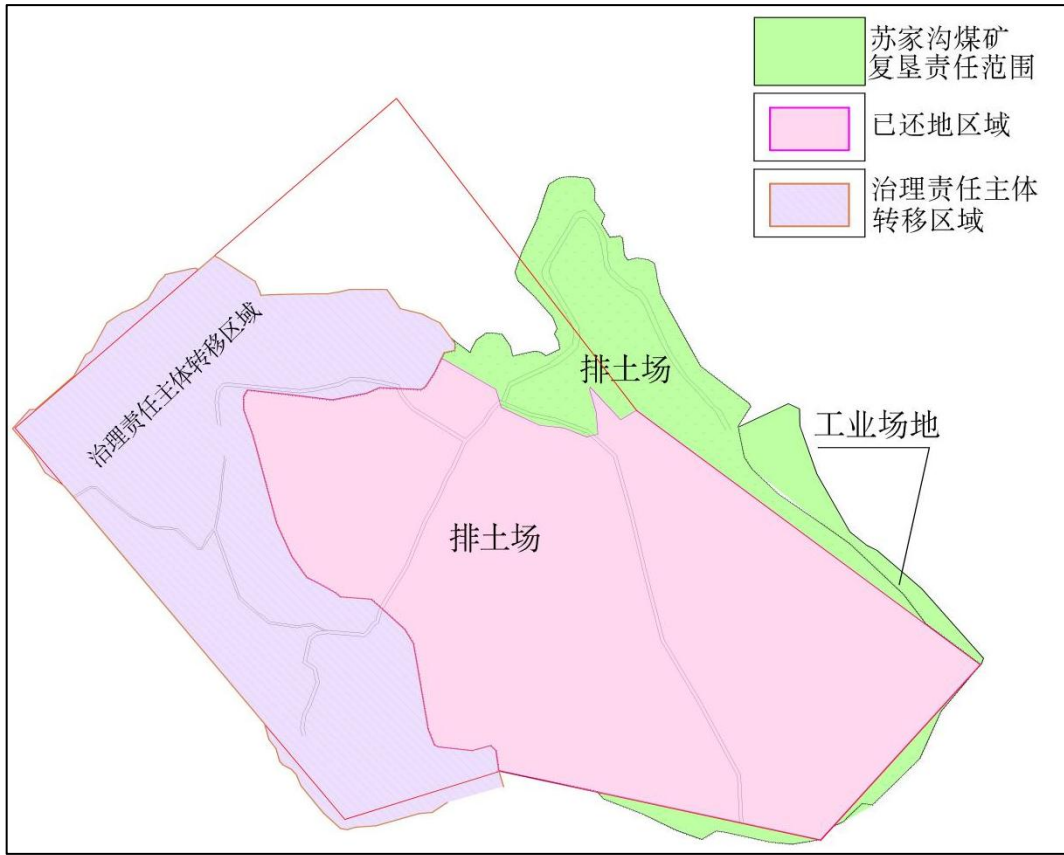 苏家沟煤矿
复垦责任范围
已还地区域
治理责任主体
转移区域
治理责任主体转移区域
排土场
工业场地
排土场